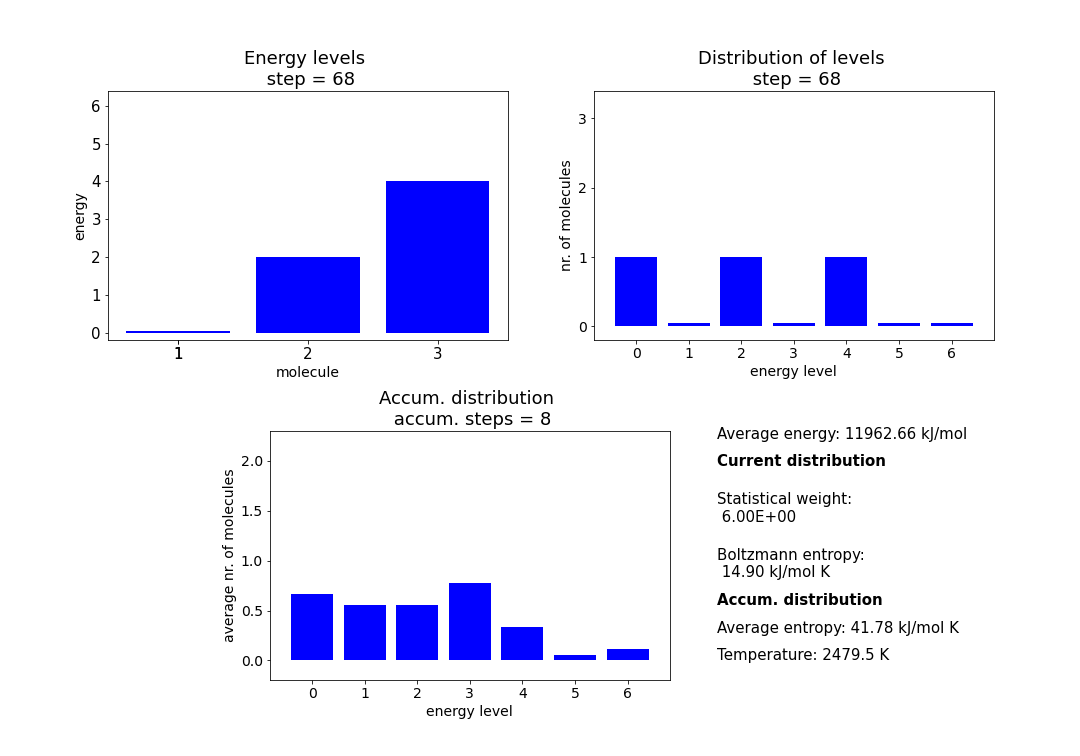 Energy levels
step = 68
6
5
4
3
2
1
0
energy
1 2 3
molecule
Distribution of levels
step = 68
3
2
1
0
nr. of molecules
0 1 2 3 4 5 6
energy level
Accum. distribution
accum. steps = 8
2.0
1.5
1.0
0.5
0.0
average nr. of molecules
0 1 2 3 4 5 6
energy level
Average energy: 11962.66 kJ/mol
Current distribution
Statistical weight:
6.00E+00
Boltzmann entropy:
14.90 kJ/mol K
Accum. distribution
Average entropy: 41.78 kJ/mol K
Temperature: 2479.5 K